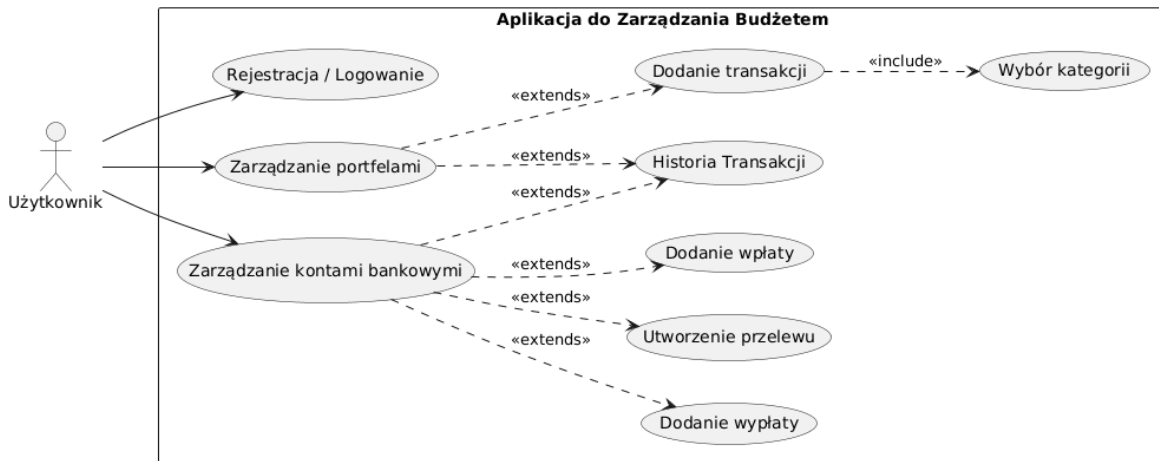 Aplikacja do Zarządzania Budżetem
Rejestracja / Logowanie
Dodanie transakcji
«include»
Wybór kategorii
«extends»
Użytkownik
Zarządzanie portfelami
«extends»
Historia Transakcji
«extends»
Zarządzanie kontami bankowymi
«extends»
Dodanie wpłaty
«extends»
Utworzenie przelewu
«extends»
Dodanie wypłaty